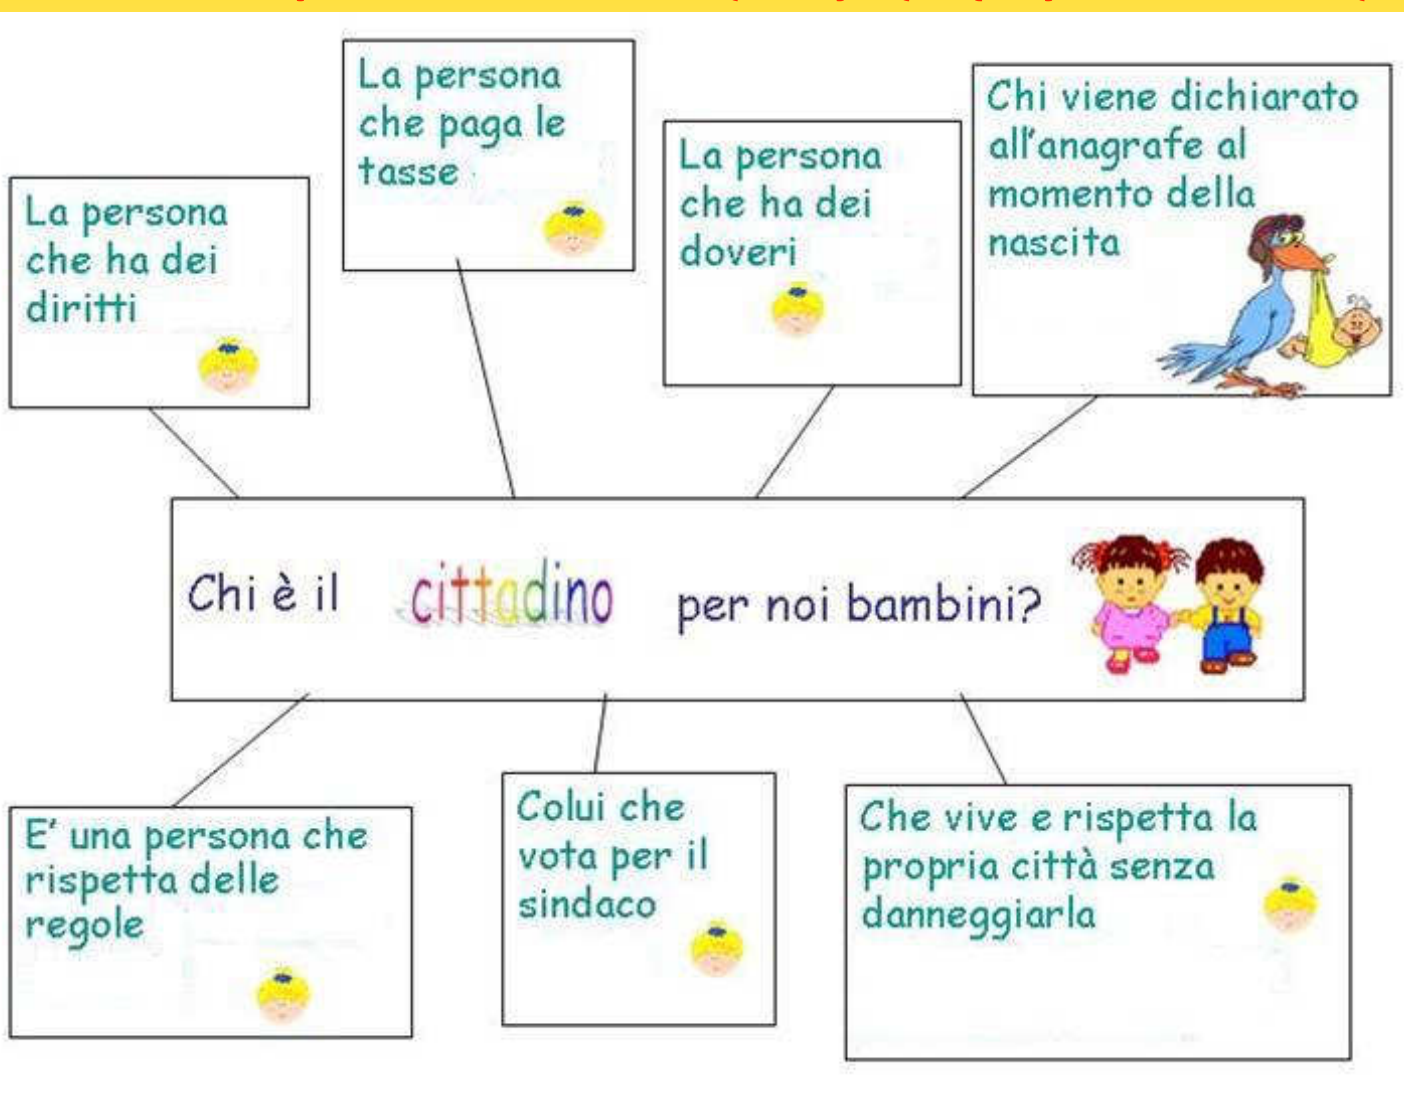 La persona
che ha dei
diritti
La persona
che paga le
tasse
La persona
che ha dei
doveri
Chi viene dichiarato
all'anagrafe al
momento della
nascita
Chi è il cittadino per noi bambini?
E' una persona che
rispetta delle
regole
Colui che
vota per il
sindaco
Che vive e rispetta la
propria città senza
danneggiarla